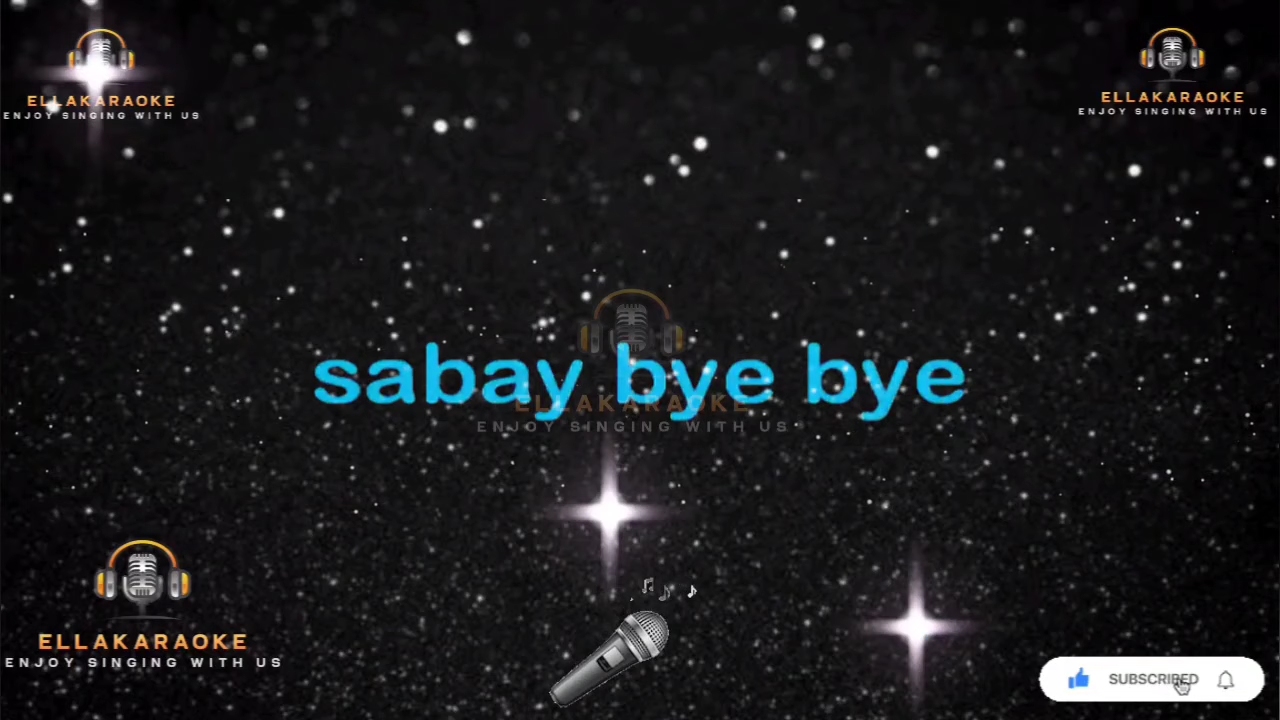 ELLAKARAOKE
ENJOY SINGING WITH US
ELLAKARAOKE
ENJOY SINGING WITH US
sabay bye bye
ELLAKARAOKE
ENJOY SINGING WITH US
ELLAKARAOKE
ENJOY SINGING WITH US
SUBSCRIBED